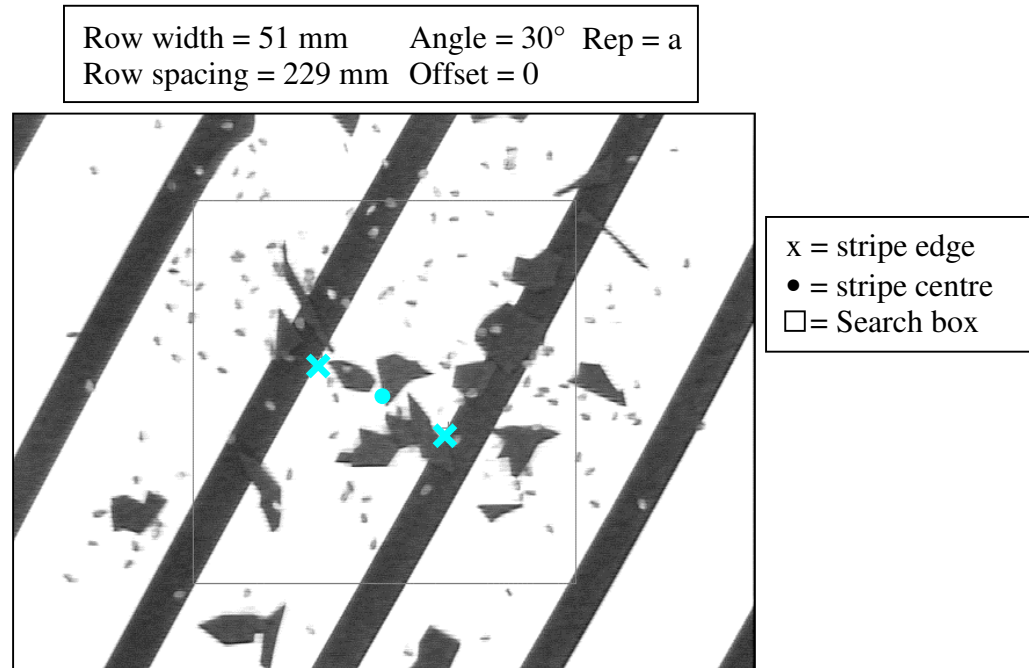 Row width = 51 mm Angle = 30° Rep = a
Row spacing = 229 mm Offset = 0
x = stripe edge
• = stripe centre
□ = Search box